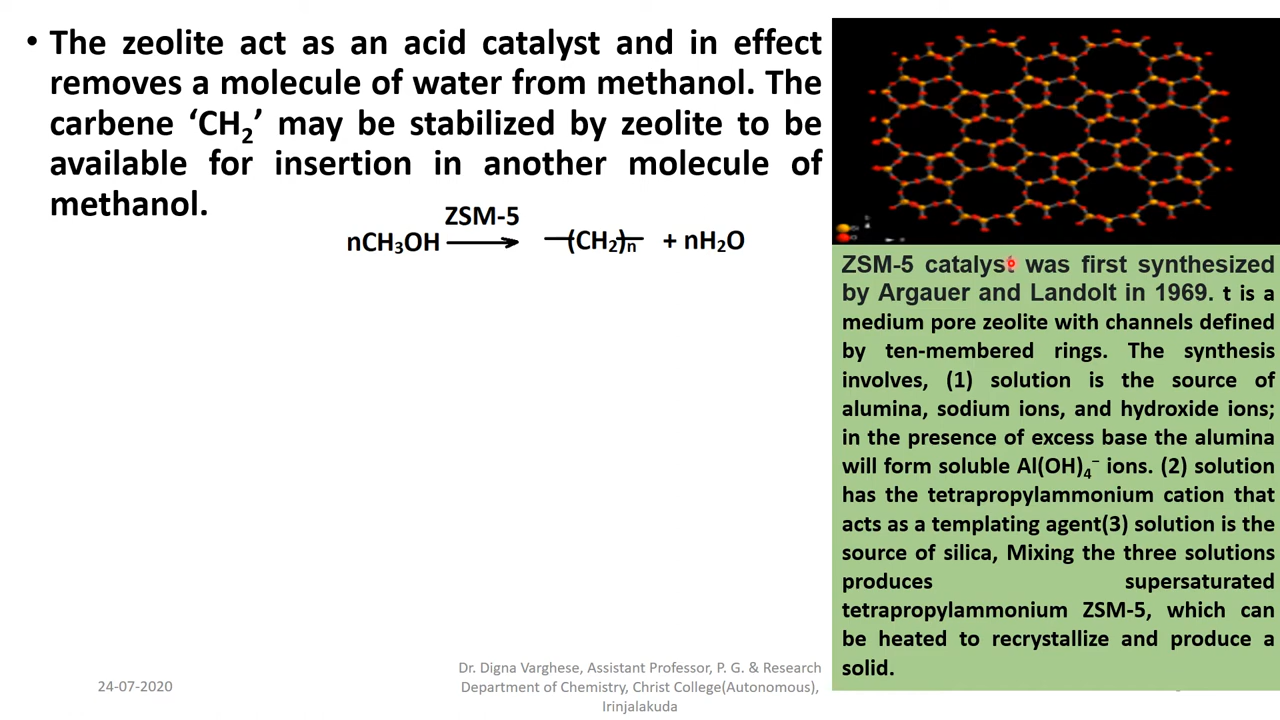 • The zeolite act as an acid catalyst and in effect
removes a molecule of water from methanol. The
carbene ‘CH₂’ may be stabilized by zeolite to be
available for insertion in another molecule of
methanol.
ZSM-5
nCH₃OH ⟶ —(CH₂)ₙ— + nH₂O
ZSM-5 catalyst was first synthesized
by Argauer and Landolt in 1969. t is a
medium pore zeolite with channels defined
by ten-membered rings. The synthesis
involves, (1) solution is the source of
alumina, sodium ions, and hydroxide ions;
in the presence of excess base the alumina
will form soluble Al(OH)₄⁻ ions. (2) solution
has the tetrapropylammonium cation that
acts as a templating agent(3) solution is the
source of silica, Mixing the three solutions
produces supersaturated
tetrapropylammonium ZSM-5, which can
be heated to recrystallize and produce a
solid.
24-07-2020
Dr. Digna Varghese, Assistant Professor, P. G. & Research
Department of Chemistry, Christ College(Autonomous),
Irinjalakuda